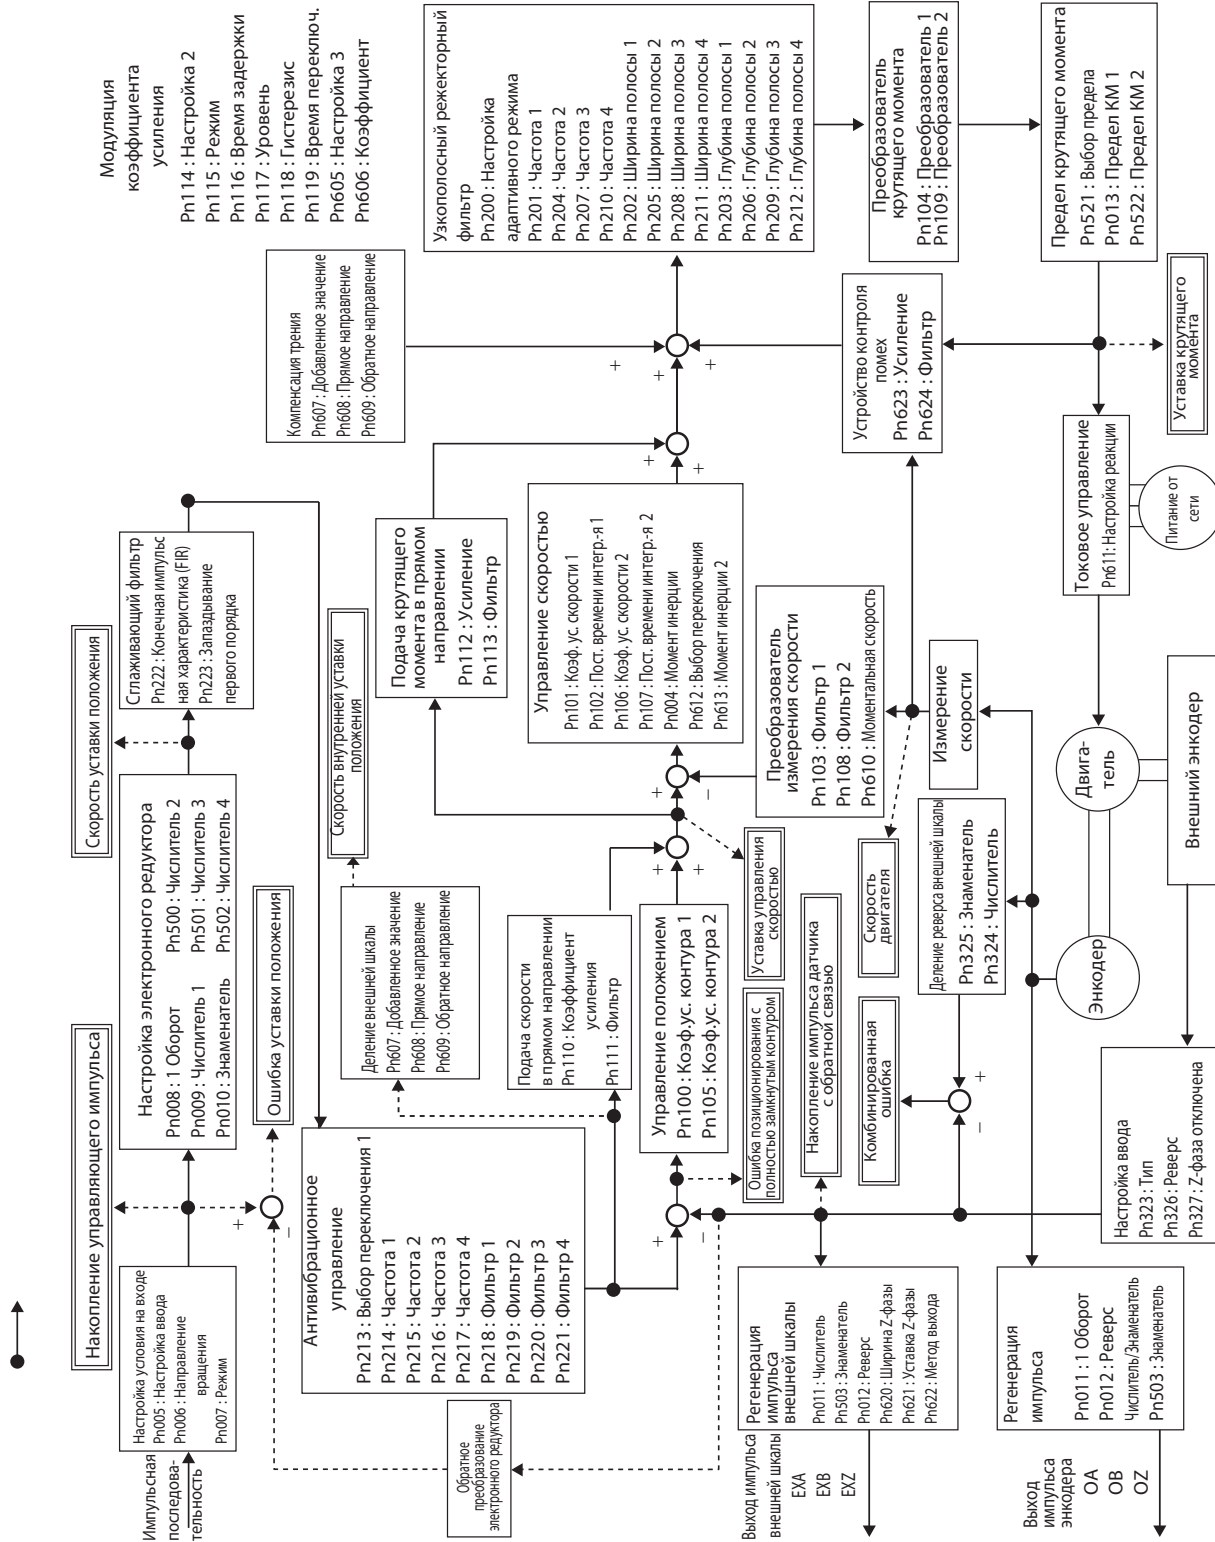 Накопление управляющего импульса
Скорость уставки положения
Модуляция
коэффициента
усиления
Pn114 : Настройка 2
Pn115 : Режим
Pn116 : Время задержки
Pn117 : Уровень
Pn118 : Гистерезис
Pn119 : Время переключ.
Pn605 : Настройка 3
Pn606 : Коэффициент
Импульсная
последова-
тельность
Настройка условия на входе
Pn005 : Настройка ввода
Pn006 : Направление
вращения
Pn007 : Режим
Настройка электронного редуктора
Pn008 : 1 Оборот
Pn009 : Числитель 1
Pn010 : Знаменатель
Pn500 : Числитель 2
Pn501 : Числитель 3
Pn502 : Числитель 4
Сглаживающий фильтр
Pn222 : Конечная импульс
ная характеристика (FIR)
Pn223 : Запаздывание
первого порядка
+
−
Ошибка уставки положения
Скорость внутренней уставки
положения
Компенсация трения
Pn607 : Добавленное значение
Pn608 : Прямое направление
Pn609 : Обратное направление
Антивибрационное
управление
Pn213 : Выбор переключения 1
Pn214 : Частота 1
Pn215 : Частота 2
Pn216 : Частота 3
Pn217 : Частота 4
Pn218 : Фильтр 1
Pn219 : Фильтр 2
Pn220 : Фильтр 3
Pn221 : Фильтр 4
Деление внешней шкалы
Pn607 : Добавленное значение
Pn608 : Прямое направление
Pn609 : Обратное направление
Подача крутящего
момента в прямом
направлении
Pn112 : Усиление
Pn113 : Фильтр
Узкополосный режекторный
фильтр
Pn200 : Настройка
адаптивного режима
Pn201 : Частота 1
Pn204 : Частота 2
Pn207 : Частота 3
Pn210 : Частота 4
Pn202 : Ширина полосы 1
Pn205 : Ширина полосы 2
Pn208 : Ширина полосы 3
Pn211 : Ширина полосы 4
Pn203 : Глубина полосы 1
Pn206 : Глубина полосы 2
Pn209 : Глубина полосы 3
Pn212 : Глубина полосы 4
Обратное
преобразование
электронного редуктора
Подача скорости
в прямом направлении
Pn110 : Коэффициент
усиления
Pn111 : Фильтр
Управление скоростью
Pn101 : Коэф. ус. скорости 1
Pn102 : Пост. времени интегр.-я 1
Pn106 : Коэф. ус. скорости 2
Pn107 : Пост. времени интегр.-я 2
Pn004 : Момент инерции
Pn612 : Выбор переключения
Pn613 : Момент инерции 2
+
−
Управление положением
Pn100 : Коэф.ус. контура 1
Pn105 : Коэф.ус. контура 2
+
+
+
−
+
+
+
+
+
Ошибка позиционирования с
полностью замкнутым контуром
Уставка управления
скоростью
Преобразователь
измерения скорости
Pn103 : Фильтр 1
Pn108 : Фильтр 2
Pn610 : Моментальная скорость
Устройство контроля
помех
Pn623 : Усиление
Pn624 : Фильтр
Преобразователь
крутящего момента
Pn104 : Преобразователь 1
Pn109 : Преобразователь 2
Выход импульса
внешней шкалы
EXA
EXB
EXZ
Регенерация
импульса
внешней шкалы
Pn011 : Числитель
Pn503 : Знаменатель
Pn012 : Реверс
Pn620 : Ширина Z-фазы
Pn621 : Уставка Z-фазы
Pn622 : Метод выхода
Накопление импульса датчика
с обратной связью
Комбинированная
ошибка
Скорость
двигателя
−
+
Деление реверса внешней шкалы
Pn325 : Знаменатель
Pn324 : Числитель
Измерение
скорости
Предел крутящего момента
Pn521 : Выбор предела
Pn013 : Предел КМ 1
Pn522 : Предел КМ 2
Уставка крутящего
момента
Токовое управление
Pn611: Настройка реакции
Питание от
сети
Выход
импульса
энкодера
OA
OB
OZ
Регенерация
импульса
Pn011 : 1 Оборот
Pn012 : Реверс
Числитель/Знаменатель
Pn503 : Знаменатель
Настройка ввода
Pn323 : Тип
Pn326 : Реверс
Pn327 : Z-фаза отключена
Энкодер
Двига-
тель
Внешний энкодер